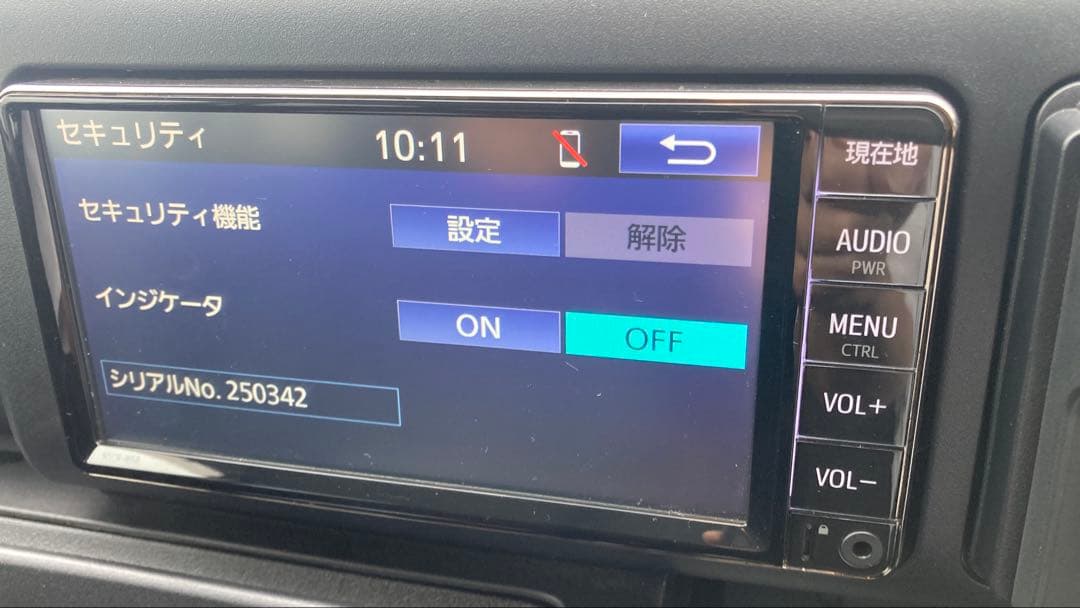 セキュリティ 10:11
現在地
セキュリティ機能 設定 解除
AUDIO
PWR
インジケータ ON OFF
MENU
CTRL
シリアルNo. 250342
VOL+
VOL-